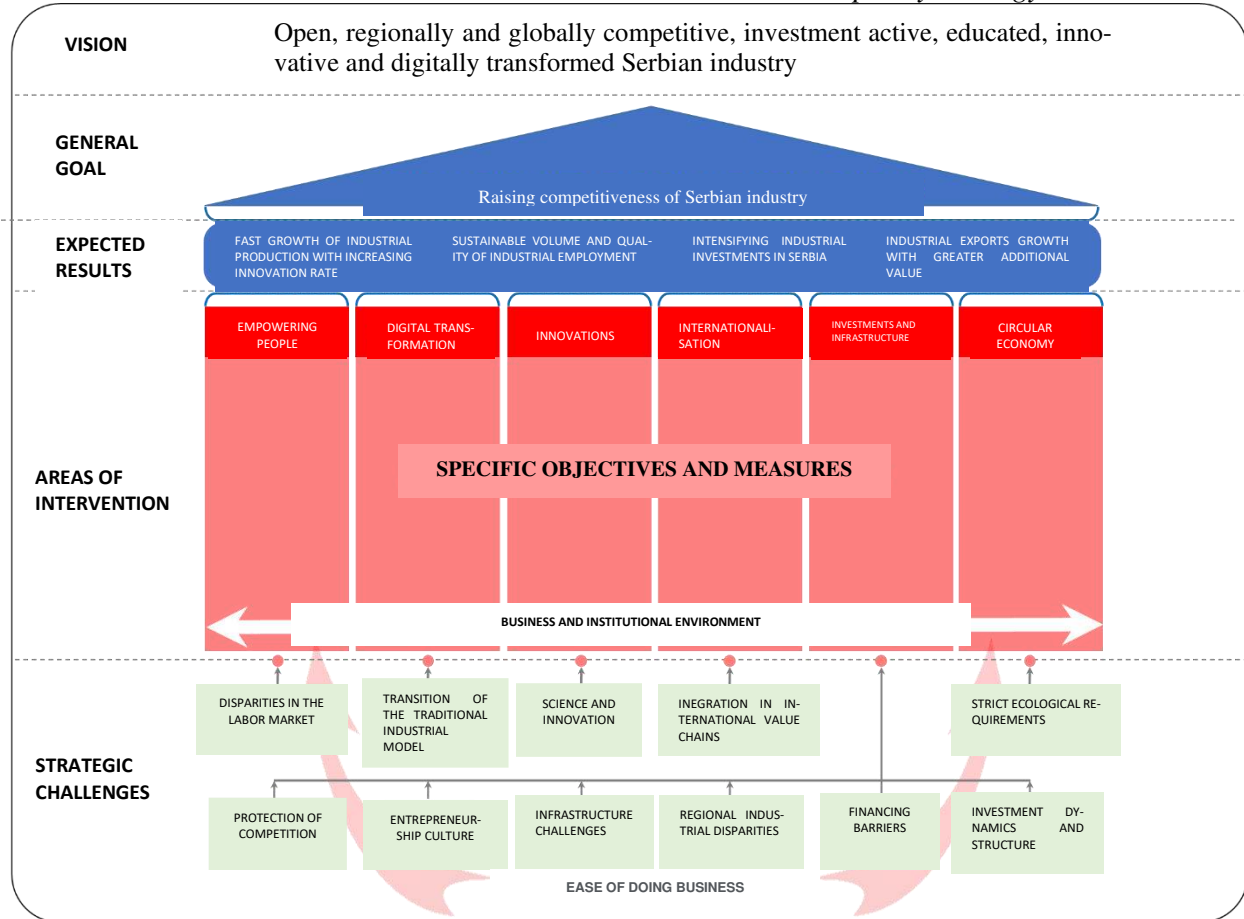 VISION
Open, regionally and globally competitive, investment active, educated, inno-
vative and digitally transformed Serbian industry
GENERAL
GOAL
Raising competitiveness of Serbian industry
EXPECTED
RESULTS
FAST GROWTH OF INDUSTRIAL
PRODUCTION WITH INCREASING
INNOVATION RATE
SUSTAINABLE VOLUME AND QUAL-
ITY OF INDUSTRIAL EMPLOYMENT
INTENSIFYING INDUSTRIAL
INVESTMENTS IN SERBIA
INDUSTRIAL EXPORTS GROWTH
WITH GREATER ADDITIONAL
VALUE
EMPOWERING
PEOPLE
DIGITAL TRANS-
FORMATION
INNOVATIONS
INTERNATIONALI-
SATION
INVESTMENTS AND
INFRASTRUCTURE
CIRCULAR
ECONOMY
AREAS OF
INTERVENTION
SPECIFIC OBJECTIVES AND MEASURES
BUSINESS AND INSTITUTIONAL ENVIRONMENT
STRATEGIC
CHALLENGES
DISPARITIES IN THE
LABOR MARKET
TRANSITION OF
THE TRADITIONAL
INDUSTRIAL
MODEL
SCIENCE AND
INNOVATION
INEGRATION IN IN-
TERNATIONAL VALUE
CHAINS
STRICT ECOLOGICAL RE-
QUIREMENTS
PROTECTION OF
COMPETITION
ENTREPRENEUR-
SHIP CULTURE
INFRASTRUCTURE
CHALLENGES
REGIONAL INDUS-
TRIAL DISPARITIES
FINANCING
BARRIERS
INVESTMENT DY-
NAMICS AND
STRUCTURE
EASE OF DOING BUSINESS